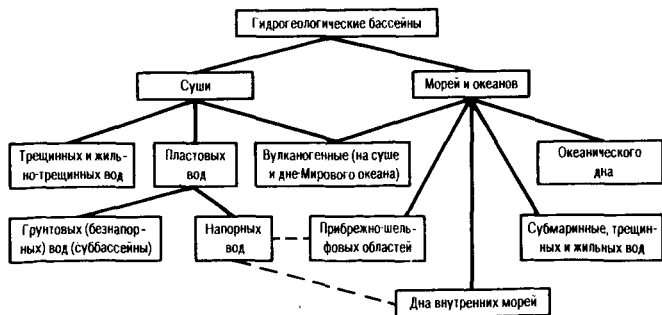 Гидрогеологические бассейны
Суши
Морей и океанов
Трещинных и жиль-
но-трещинных вод
Пластовых
вод
Вулканогенные (на суше
и дне Мирового океана)
Океанического
дна
Грунтовых (безнапор-
ных) вод (суббассейны)
Напорных
вод
Прибрежно-шель-
фовых областей
Субмаринные, трещин-
ных и жильных вод
Дна внутренних морей